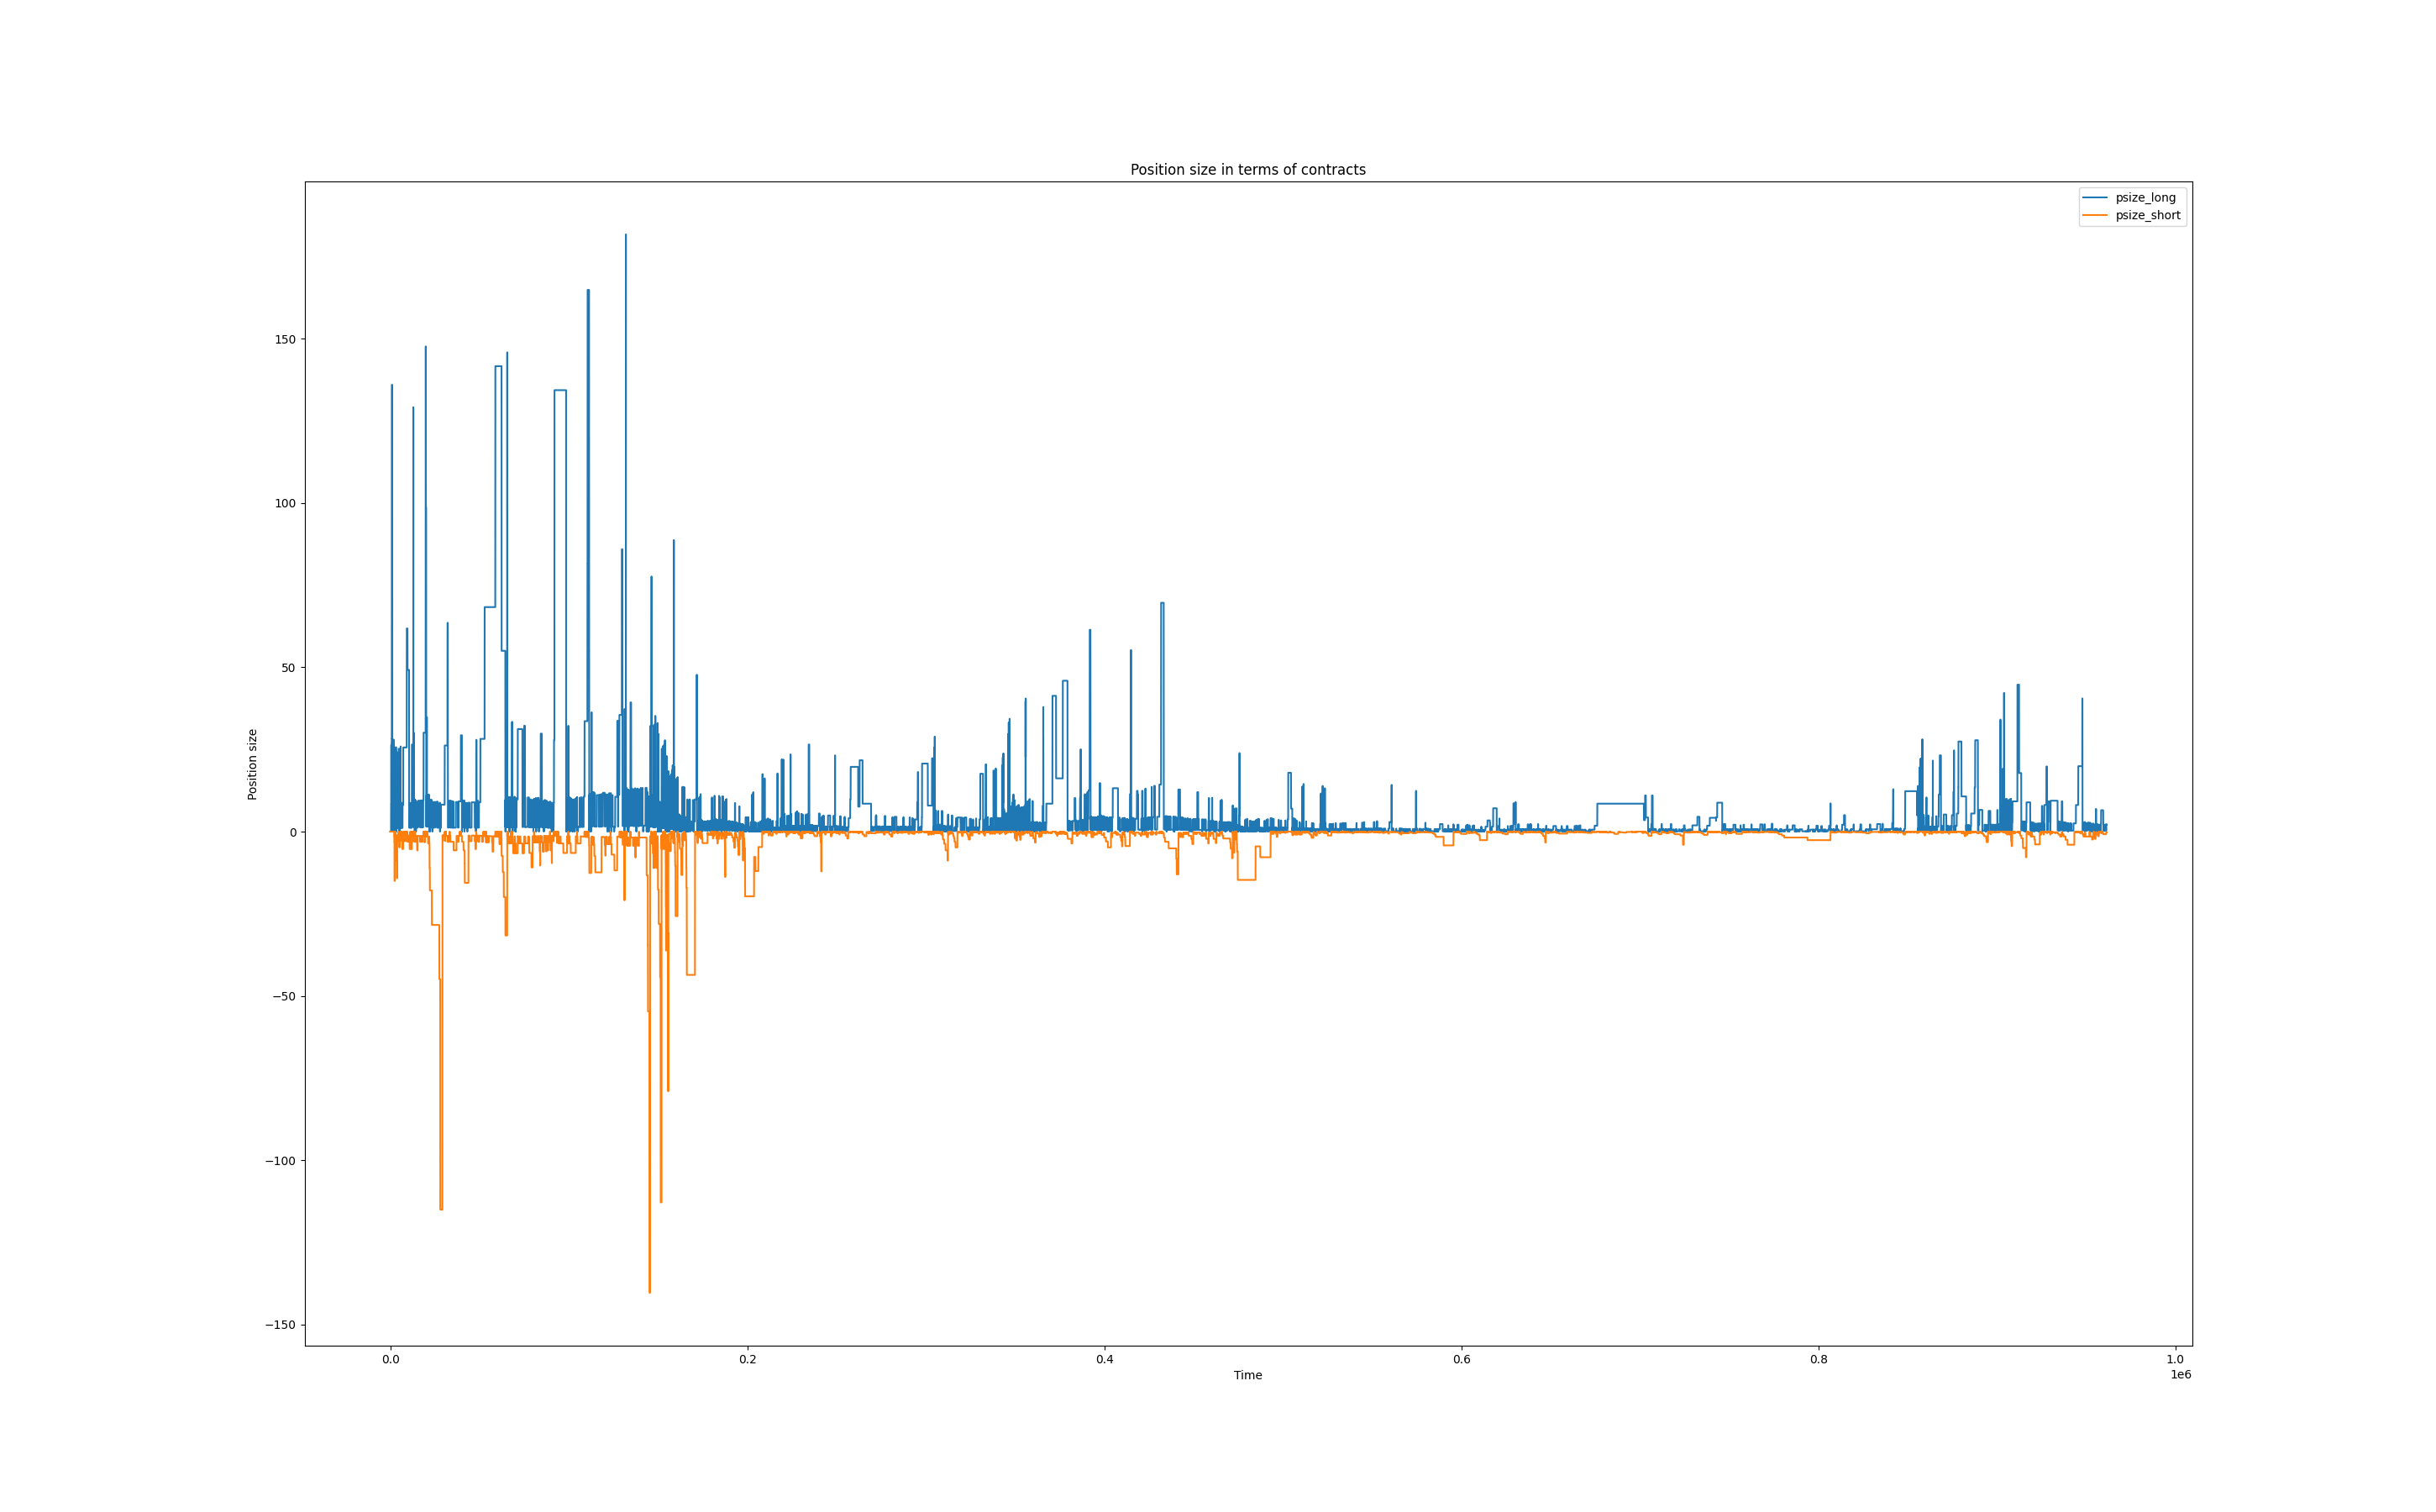 Position size in terms of contracts
psize_long
psize_short
Position size
150
100
50
0
−50
−100
−150
0.0 0.2 0.4 0.6 0.8 1.0
1e6
Time